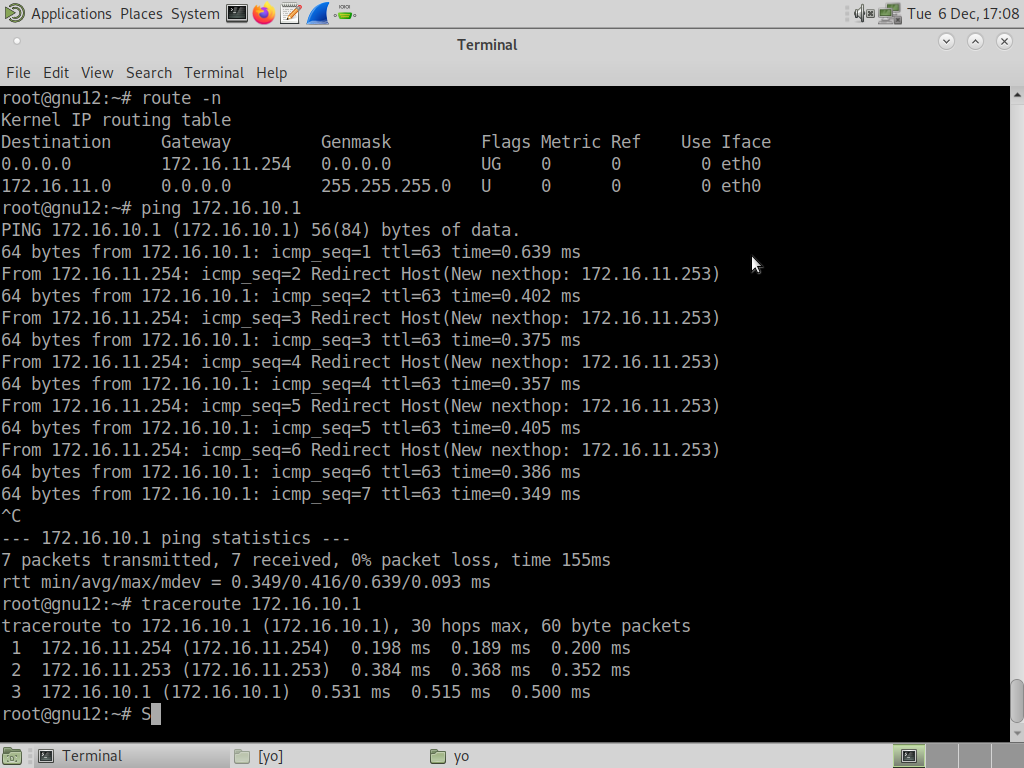 Applications Places System Tue 6 Dec, 17:08
Terminal
File Edit View Search Terminal Help
root@gnu12:~# route -n
Kernel IP routing table
Destination     Gateway         Genmask         Flags Metric Ref    Use Iface
0.0.0.0         172.16.11.254   0.0.0.0         UG    0      0        0 eth0
172.16.11.0     0.0.0.0         255.255.255.0   U     0      0        0 eth0
root@gnu12:~# ping 172.16.10.1
PING 172.16.10.1 (172.16.10.1) 56(84) bytes of data.
64 bytes from 172.16.10.1: icmp_seq=1 ttl=63 time=0.639 ms
From 172.16.11.254: icmp_seq=2 Redirect Host(New nexthop: 172.16.11.253)
64 bytes from 172.16.10.1: icmp_seq=2 ttl=63 time=0.402 ms
From 172.16.11.254: icmp_seq=3 Redirect Host(New nexthop: 172.16.11.253)
64 bytes from 172.16.10.1: icmp_seq=3 ttl=63 time=0.375 ms
From 172.16.11.254: icmp_seq=4 Redirect Host(New nexthop: 172.16.11.253)
64 bytes from 172.16.10.1: icmp_seq=4 ttl=63 time=0.357 ms
From 172.16.11.254: icmp_seq=5 Redirect Host(New nexthop: 172.16.11.253)
64 bytes from 172.16.10.1: icmp_seq=5 ttl=63 time=0.405 ms
From 172.16.11.254: icmp_seq=6 Redirect Host(New nexthop: 172.16.11.253)
64 bytes from 172.16.10.1: icmp_seq=6 ttl=63 time=0.386 ms
64 bytes from 172.16.10.1: icmp_seq=7 ttl=63 time=0.349 ms
^C
--- 172.16.10.1 ping statistics ---
7 packets transmitted, 7 received, 0% packet loss, time 155ms
rtt min/avg/max/mdev = 0.349/0.416/0.639/0.093 ms
root@gnu12:~# traceroute 172.16.10.1
traceroute to 172.16.10.1 (172.16.10.1), 30 hops max, 60 byte packets
 1  172.16.11.254 (172.16.11.254)  0.198 ms  0.189 ms  0.200 ms
 2  172.16.11.253 (172.16.11.253)  0.384 ms  0.368 ms  0.352 ms
 3  172.16.10.1 (172.16.10.1)  0.531 ms  0.515 ms  0.500 ms
root@gnu12:~# S
Terminal [yo] yo